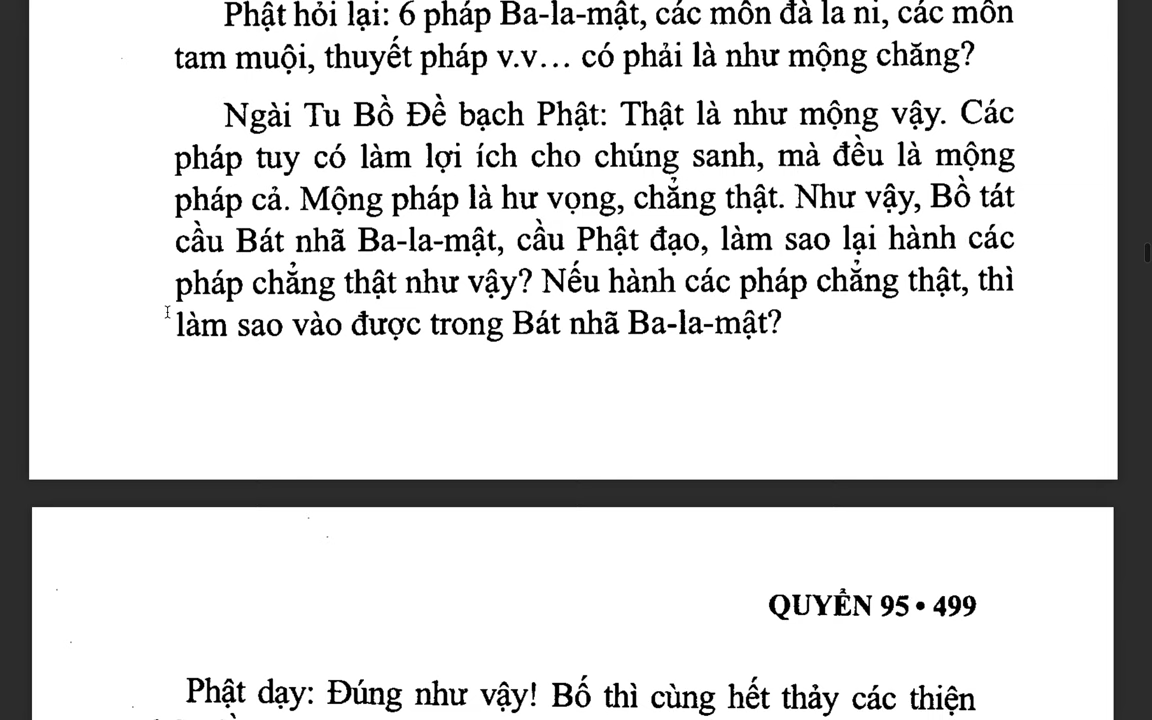 Phật hỏi lại: 6 pháp Ba-la-mật, các môn đà la ni, các môn
tam muội, thuyết pháp v.v... có phải là như mộng chăng?
Ngài Tu Bồ Đề bạch Phật: Thật là như mộng vậy. Các
pháp tuy có làm lợi ích cho chúng sanh, mà đều là mộng
pháp cả. Mộng pháp là hư vọng, chẳng thật. Như vậy, Bồ tát
cầu Bát nhã Ba-la-mật, cầu Phật đạo, làm sao lại hành các
pháp chẳng thật như vậy? Nếu hành các pháp chẳng thật, thì
làm sao vào được trong Bát nhã Ba-la-mật?
QUYỂN 95 • 499
Phật dạy: Đúng như vậy! Bố thì cùng hết thảy các thiện